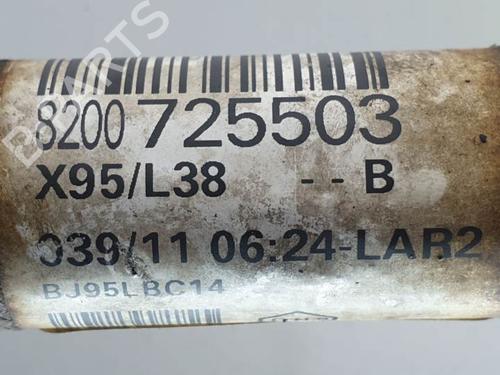 8200 725503
X95/L38 -- B
039/11 06:24-LAR2
BJ95LBC14